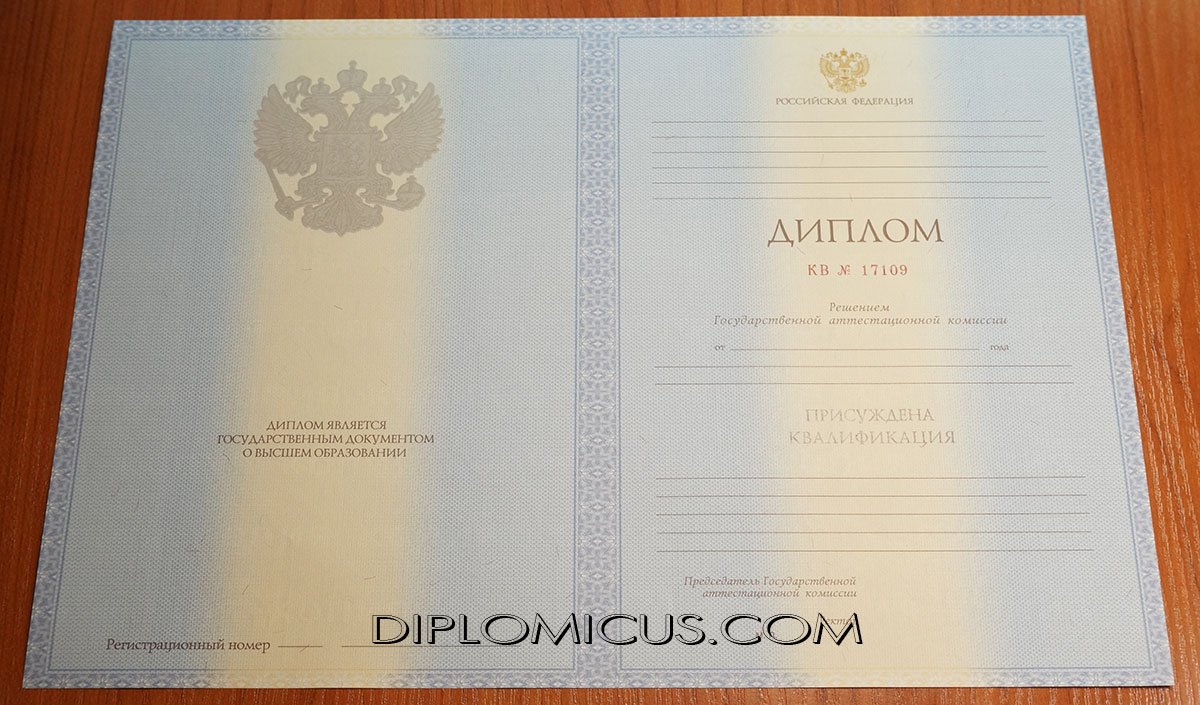 ДИПЛОМ ЯВЛЯЕТСЯ
ГОСУДАРСТВЕННЫМ ДОКУМЕНТОМ
О ВЫСШЕМ ОБРАЗОВАНИИ
Регистрационный номер
РОССИЙСКАЯ ФЕДЕРАЦИЯ
ДИПЛОМ
КВ № 17109
Решением
Государственной аттестационной комиссии
от года
ПРИСУЖДЕНА
КВАЛИФИКАЦИЯ
Председатель Государственной
аттестационной комиссии
DIPLOMICUS.COM